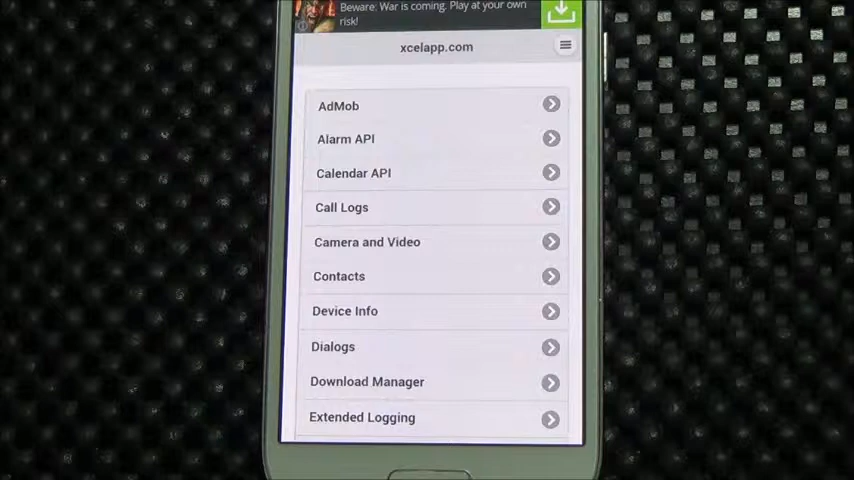 Beware: War is coming. Play at your own
risk!
xcelapp.com
AdMob
Alarm API
Calendar API
Call Logs
Camera and Video
Contacts
Device Info
Dialogs
Download Manager
Extended Logging